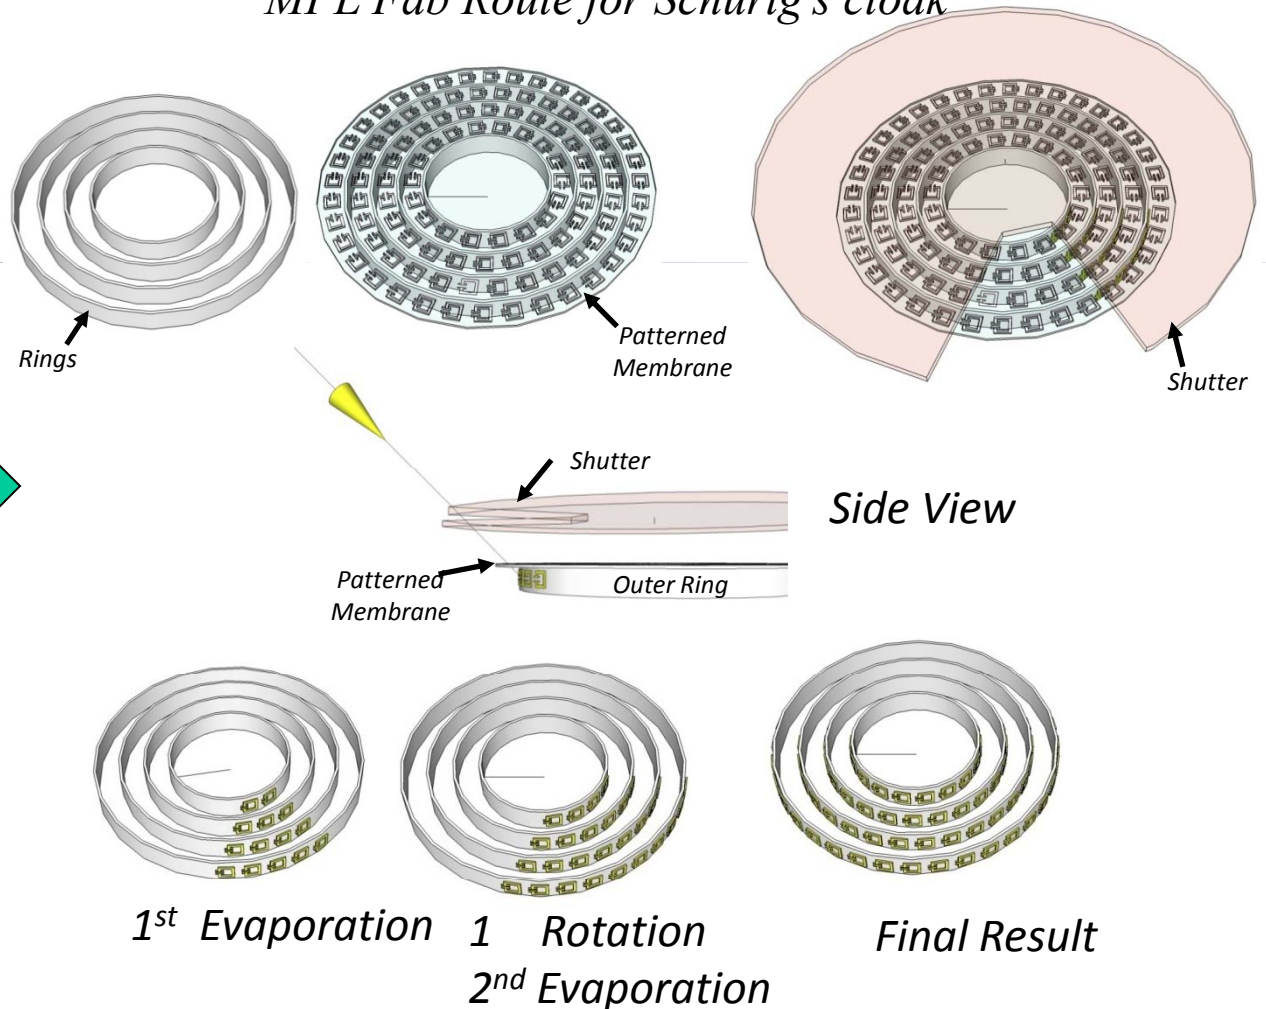 MPL Fab Route for Schurig's cloak
Rings
Patterned
Membrane
Shutter
Shutter
Side View
Patterned
Membrane
Outer Ring
1st Evaporation
1 Rotation
2nd Evaporation
Final Result